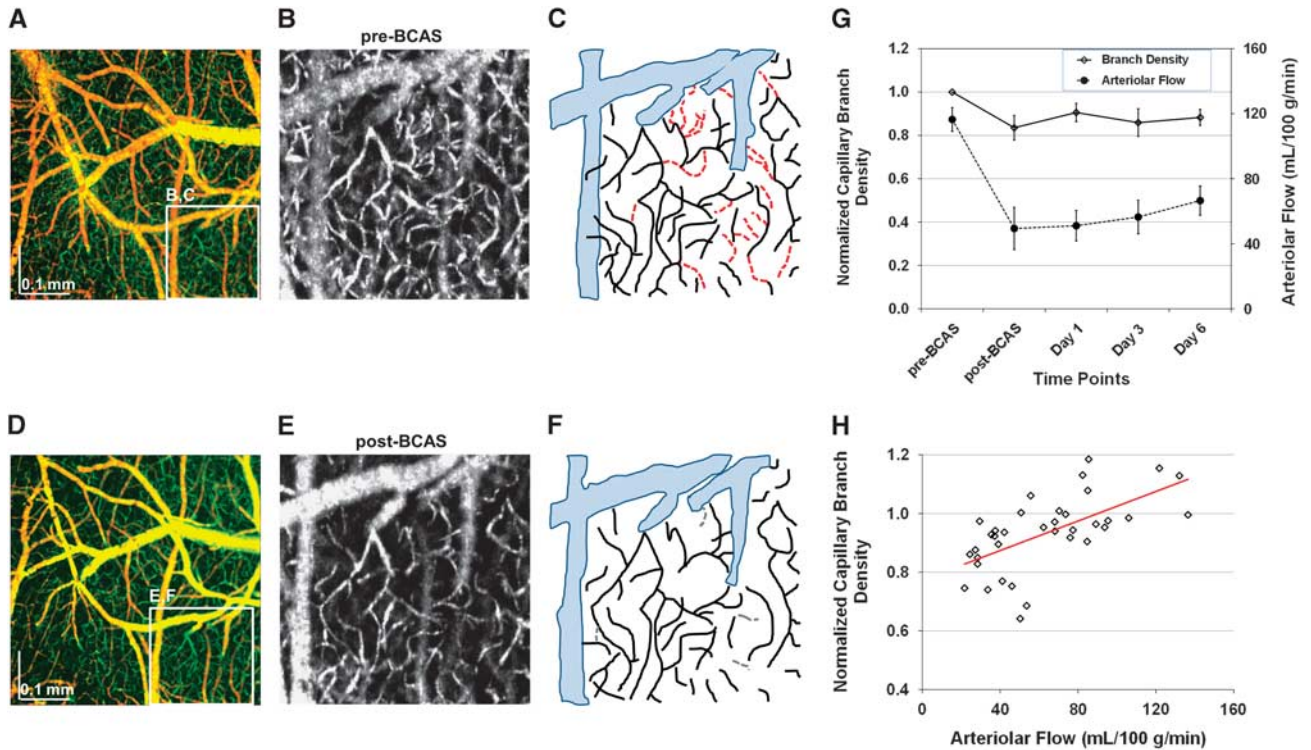 A
B
pre-BCAS
C
B,C
0.1 mm
D
E
post-BCAS
F
E,F
0.1 mm
G
1.2
1.0
0.8
0.6
0.4
0.2
0.0
Normalized Capillary Branch
Density
160
120
80
40
0
Arteriolar Flow (mL/100 g/min)
Branch Density
Arteriolar Flow
pre-BCAS
post-BCAS
Day 1
Day 3
Day 6
Time Points
H
1.2
1.0
0.8
0.6
0.4
Normalized Capillary Branch
Density
0
40
80
120
160
Arteriolar Flow (mL/100 g/min)